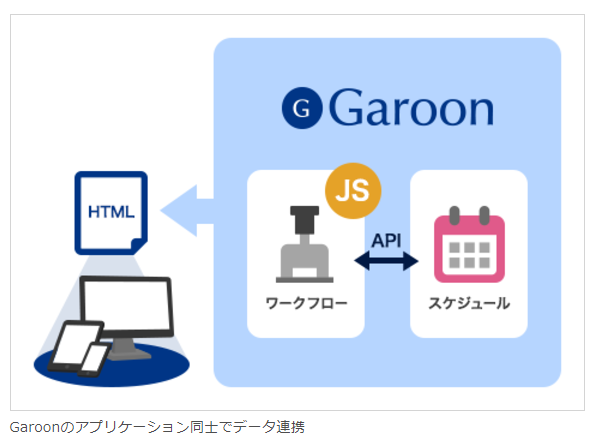 G Garoon
JS
HTML
API
ワークフロー
スケジュール
Garoonのアプリケーション同士でデータ連携